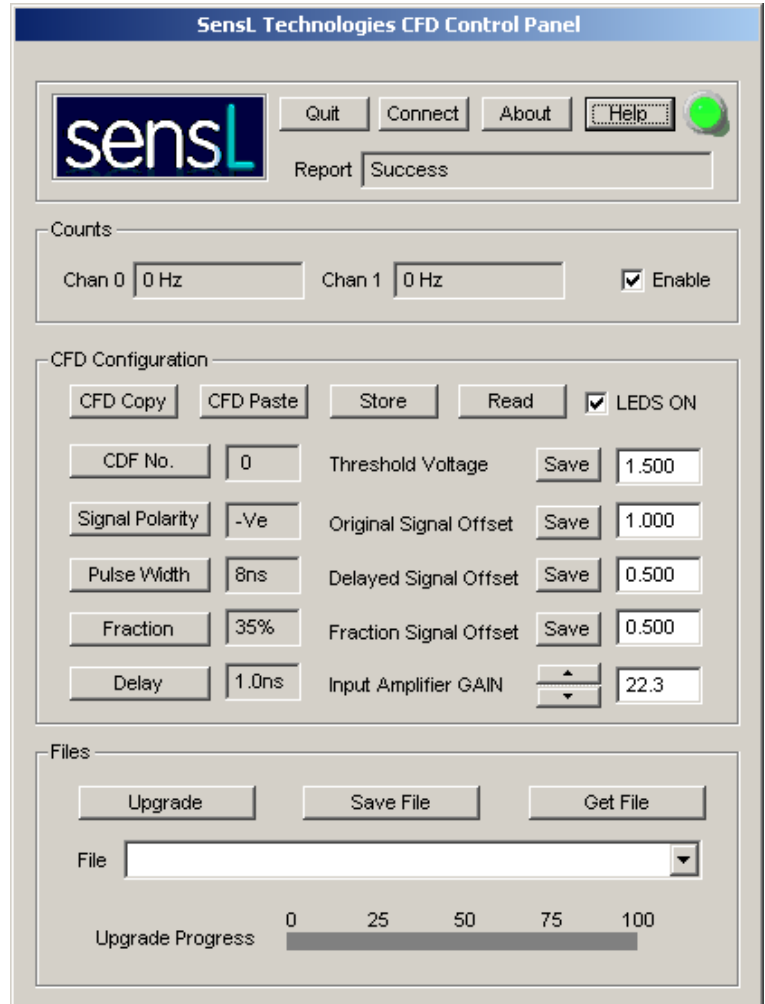 SensL Technologies CFD Control Panel
sensL
Quit Connect About Help
Report Success
Counts
Chan 0 0 Hz Chan 1 0 Hz Enable
CFD Configuration
CFD Copy CFD Paste Store Read LEDS ON
CDF No. 0 Threshold Voltage Save 1.500
Signal Polarity -Ve Original Signal Offset Save 1.000
Pulse Width 8ns Delayed Signal Offset Save 0.500
Fraction 35% Fraction Signal Offset Save 0.500
Delay 1.0ns Input Amplifier GAIN 22.3
Files
Upgrade Save File Get File
File
0 25 50 75 100
Upgrade Progress